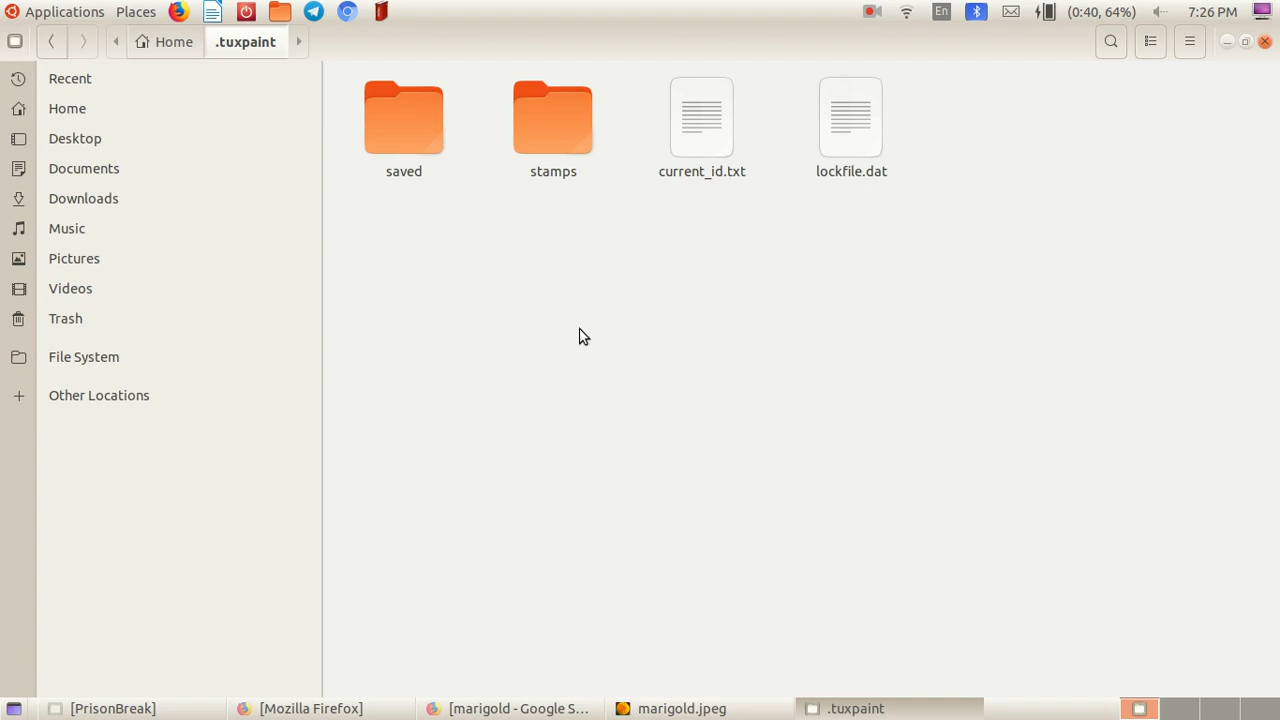 Applications Places En (0:40, 64%) 7:26 PM
Home .tuxpaint
Recent
Home
Desktop
Documents
Downloads
Music
Pictures
Videos
Trash
File System
Other Locations
saved stamps current_id.txt lockfile.dat
[PrisonBreak] [Mozilla Firefox] [marigold - Google S... marigold.jpeg .tuxpaint